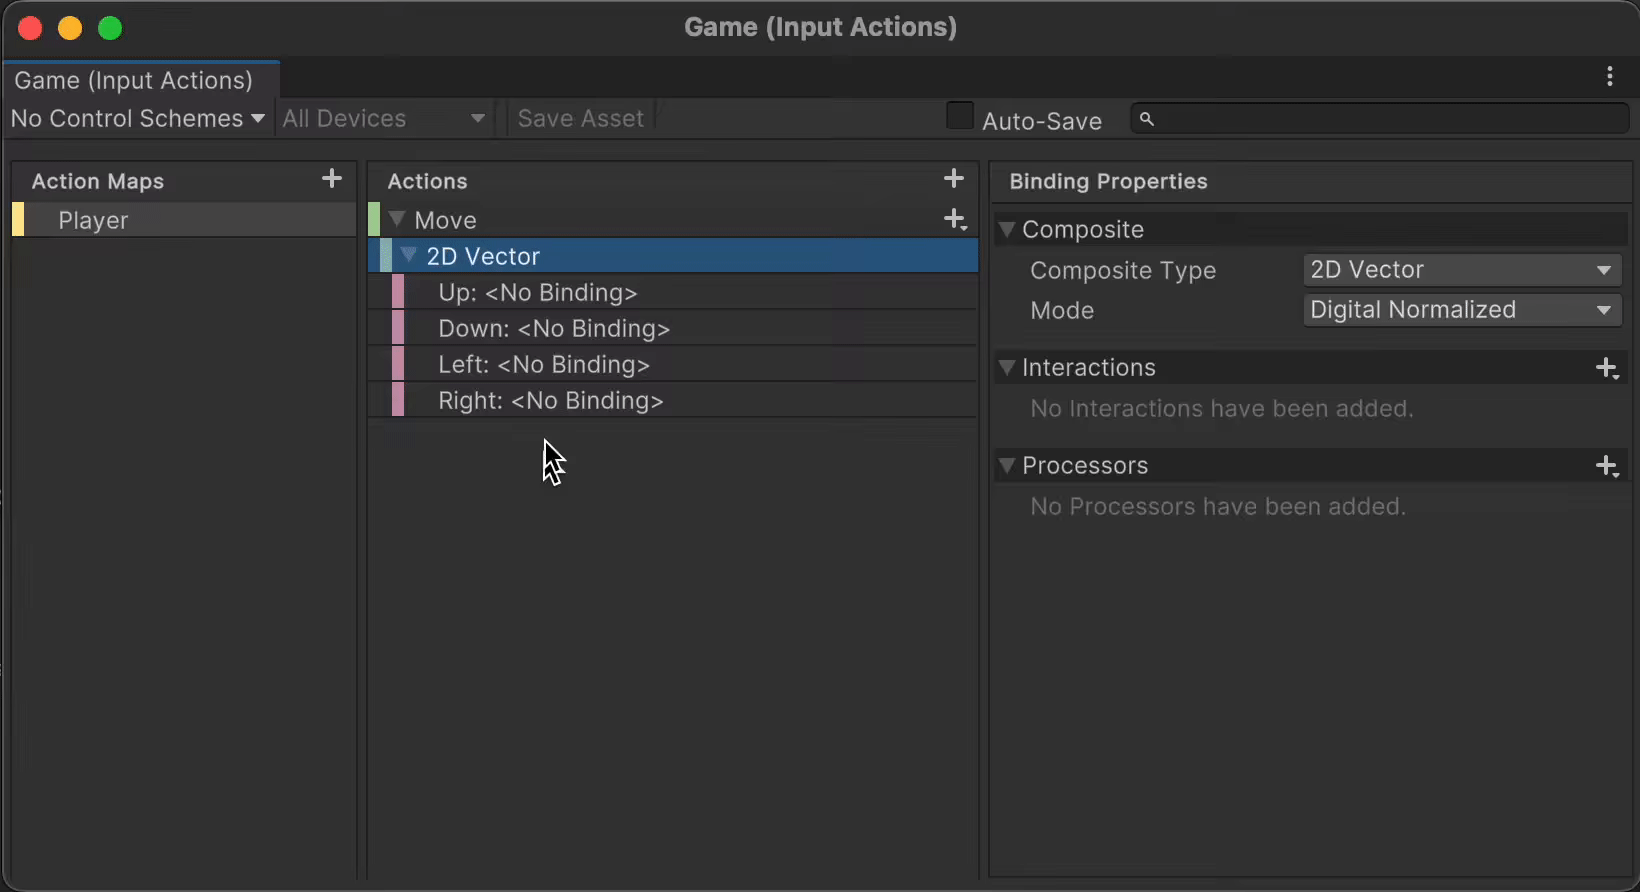 Game (Input Actions)
Game (Input Actions)
No Control Schemes
All Devices
Save Asset
Auto-Save
Action Maps
Player
Actions
Move
2D Vector
Up: <No Binding>
Down: <No Binding>
Left: <No Binding>
Right: <No Binding>
Binding Properties
Composite
Composite Type
2D Vector
Mode
Digital Normalized
Interactions
No Interactions have been added.
Processors
No Processors have been added.